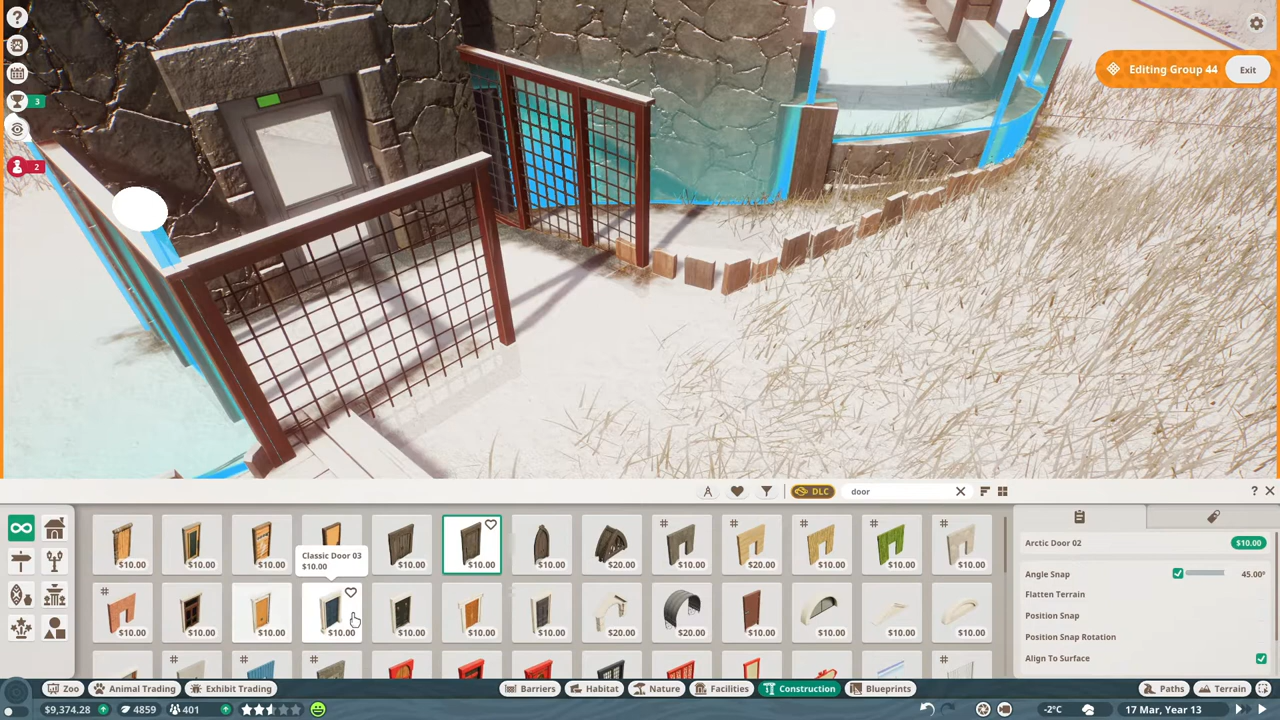 3
2
Editing Group 44
Exit
DLC
door
$10.00 $10.00 $10.00 $10.00 $10.00 $20.00 $10.00 $20.00 $10.00 $10.00 $10.00
Classic Door 03
$10.00
$10.00 $10.00 $10.00 $10.00 $10.00 $10.00 $10.00 $20.00 $20.00 $10.00 $10.00 $10.00 $10.00
Arctic Door 02
$10.00
Angle Snap
45.00°
Flatten Terrain
Position Snap
Position Snap Rotation
Align To Surface
Zoo
Animal Trading
Exhibit Trading
Barriers
Habitat
Nature
Facilities
Construction
Blueprints
Paths
Terrain
$9,374.28
4859
401
-2°C
17 Mar, Year 13